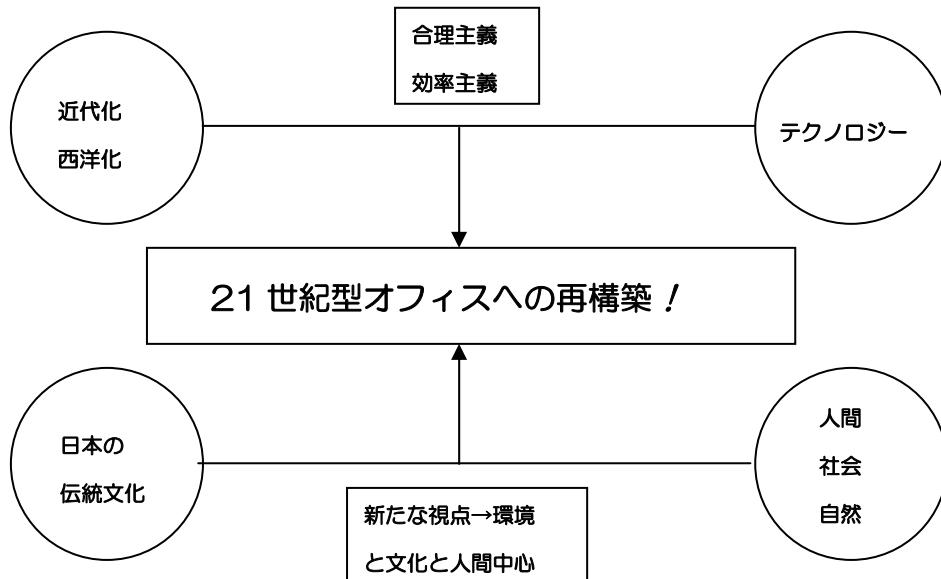 合理主義
効率主義
近代化
西洋化
テクノロジー
21世紀型オフィスへの再構築！
日本の
伝統文化
人間
社会
自然
新たな視点→環境
と文化と人間中心